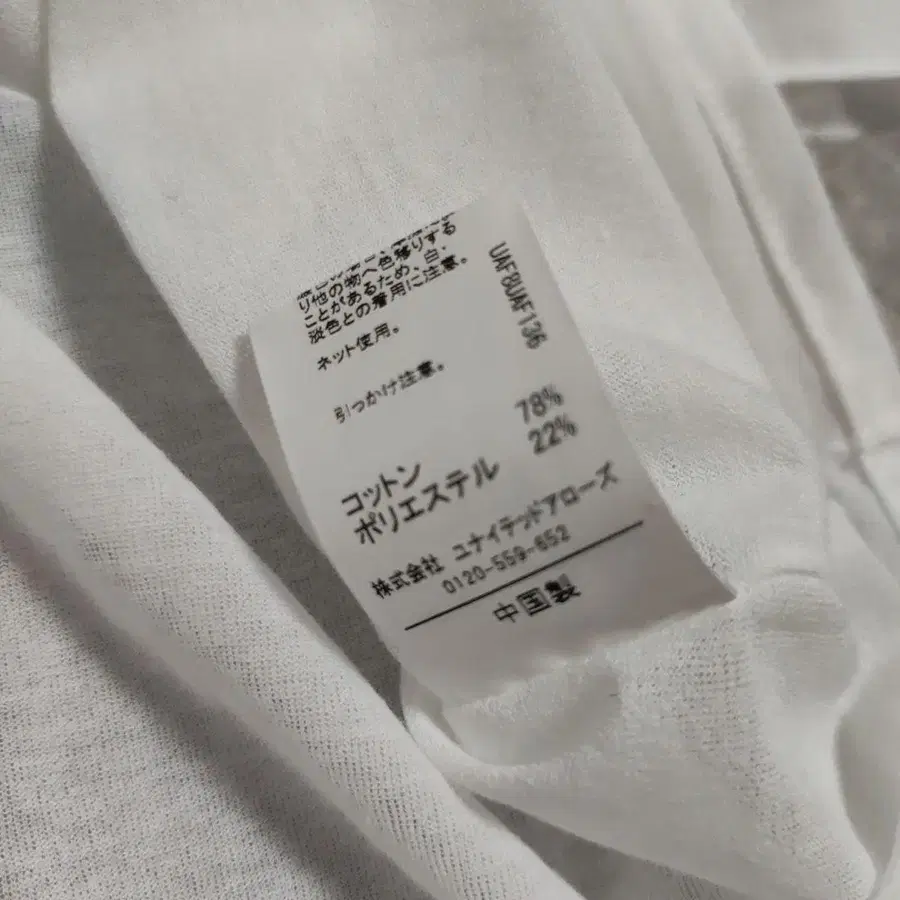 り他の物へ色移りする
ことがあるため、白・
淡色との着用に注意。
ネット使用。
引っかけ注意。
UAF8UAF136
コットン 78%
ポリエステル 22%
株式会社 ユナイテッドアローズ
0120-559-652
中国製